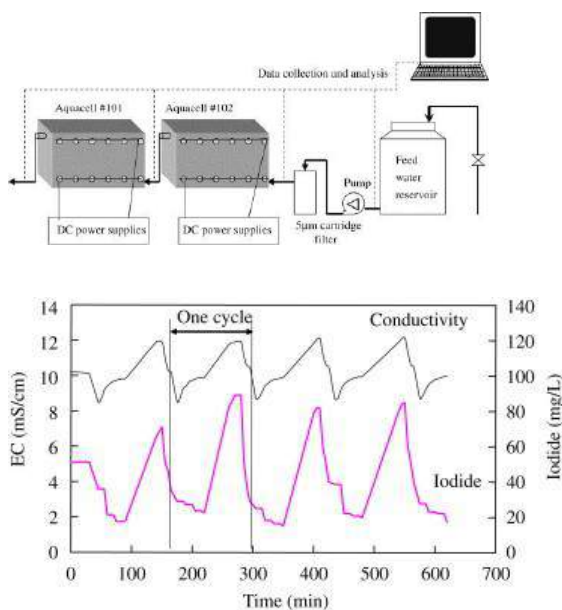 Data collection and analysis
Aquacell #101
Aquacell #102
Pump
Feed
water
reservoir
DC power supplies
DC power supplies
5μm cartridge
filter
One cycle
Conductivity
Iodide
EC (mS/cm)
14
12
10
8
6
4
2
0
Iodide (mg/L)
140
120
100
80
60
40
20
0
0 100 200 300 400 500 600 700
Time (min)